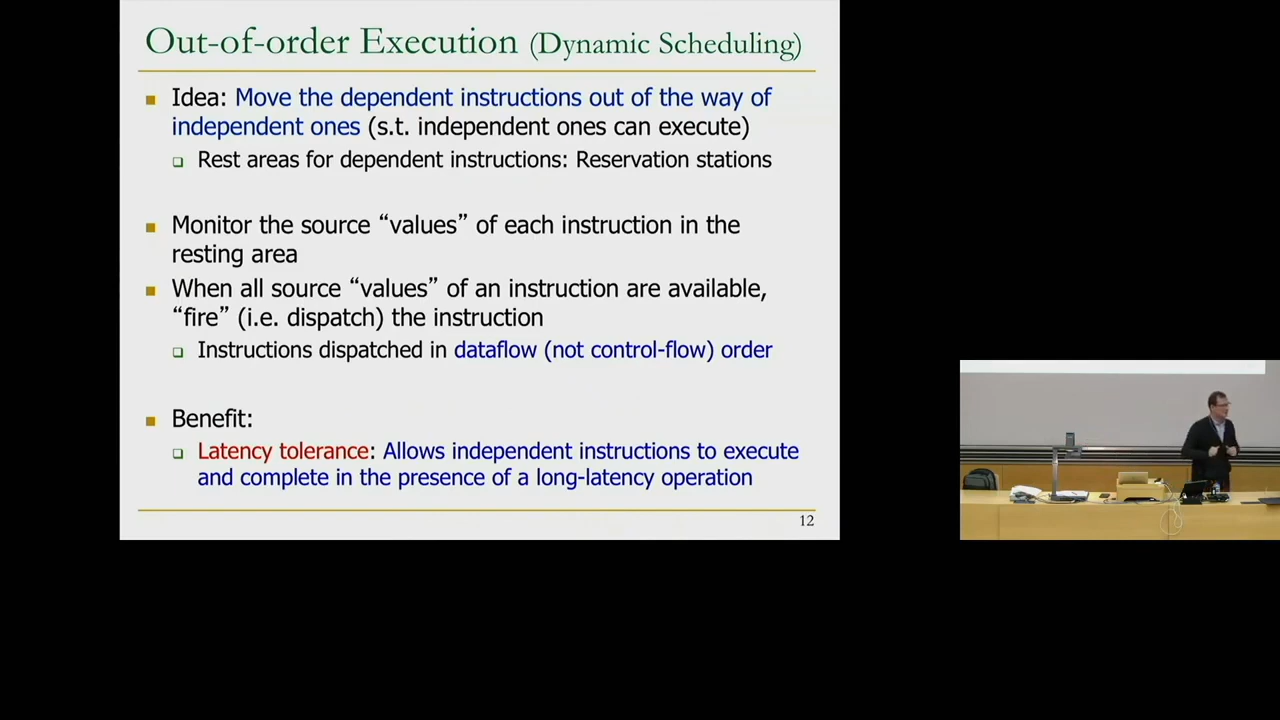 Out-of-order Execution (Dynamic Scheduling)
Idea: Move the dependent instructions out of the way of
independent ones (s.t. independent ones can execute)
Rest areas for dependent instructions: Reservation stations
Monitor the source “values” of each instruction in the
resting area
When all source “values” of an instruction are available,
“fire” (i.e. dispatch) the instruction
Instructions dispatched in dataflow (not control-flow) order
Benefit:
Latency tolerance: Allows independent instructions to execute
and complete in the presence of a long-latency operation
12